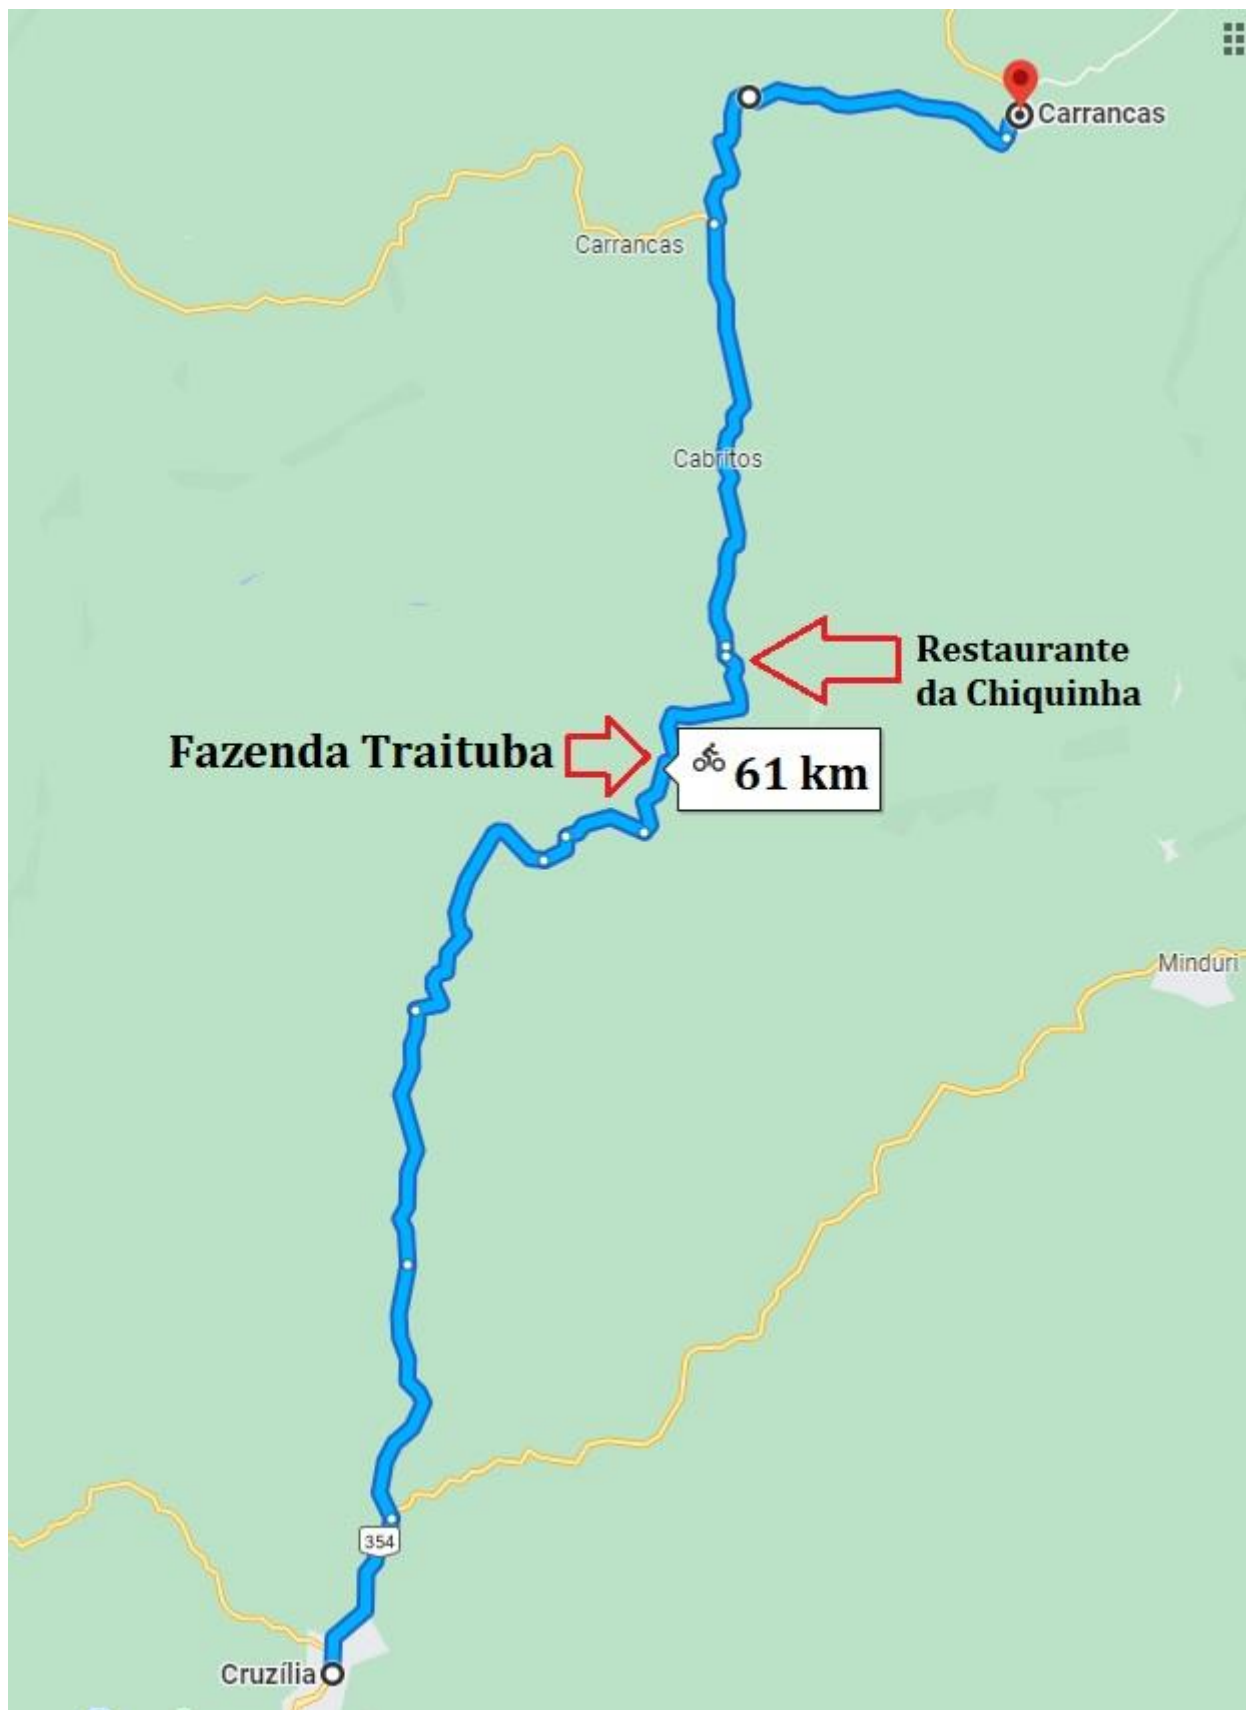 Carrancas
Carrancas
Cabritos
Restaurante
da Chiquinha
Fazenda Traituba
61 km
Minduri
354
Cruzília